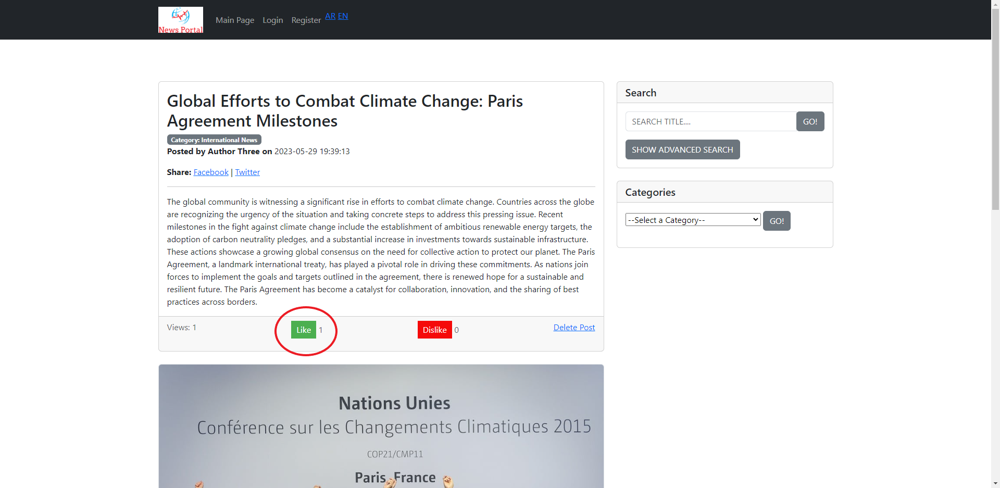 News Portal
Main Page Login Register AR EN
Global Efforts to Combat Climate Change: Paris
Agreement Milestones
Category: International News
Posted by Author Three on 2023-05-29 19:39:13
Share: Facebook | Twitter
The global community is witnessing a significant rise in efforts to combat climate change. Countries across the globe
are recognizing the urgency of the situation and taking concrete steps to address this pressing issue. Recent
milestones in the fight against climate change include the establishment of ambitious renewable energy targets, the
adoption of carbon neutrality pledges, and a substantial increase in investments towards sustainable infrastructure.
These actions showcase a growing global consensus on the need for collective action to protect our planet. The Paris
Agreement, a landmark international treaty, has played a pivotal role in driving these commitments. As nations join
forces to implement the goals and targets outlined in the agreement, there is renewed hope for a sustainable and
resilient future. The Paris Agreement has become a catalyst for collaboration, innovation, and the sharing of best
practices across borders.
Views: 1 Like 1 Dislike 0 Delete Post
Nations Unies
Conférence sur les Changements Climatiques 2015
COP21/CMP11
Paris, France
Search
SEARCH TITLE.... GO!
SHOW ADVANCED SEARCH
Categories
--Select a Category-- GO!